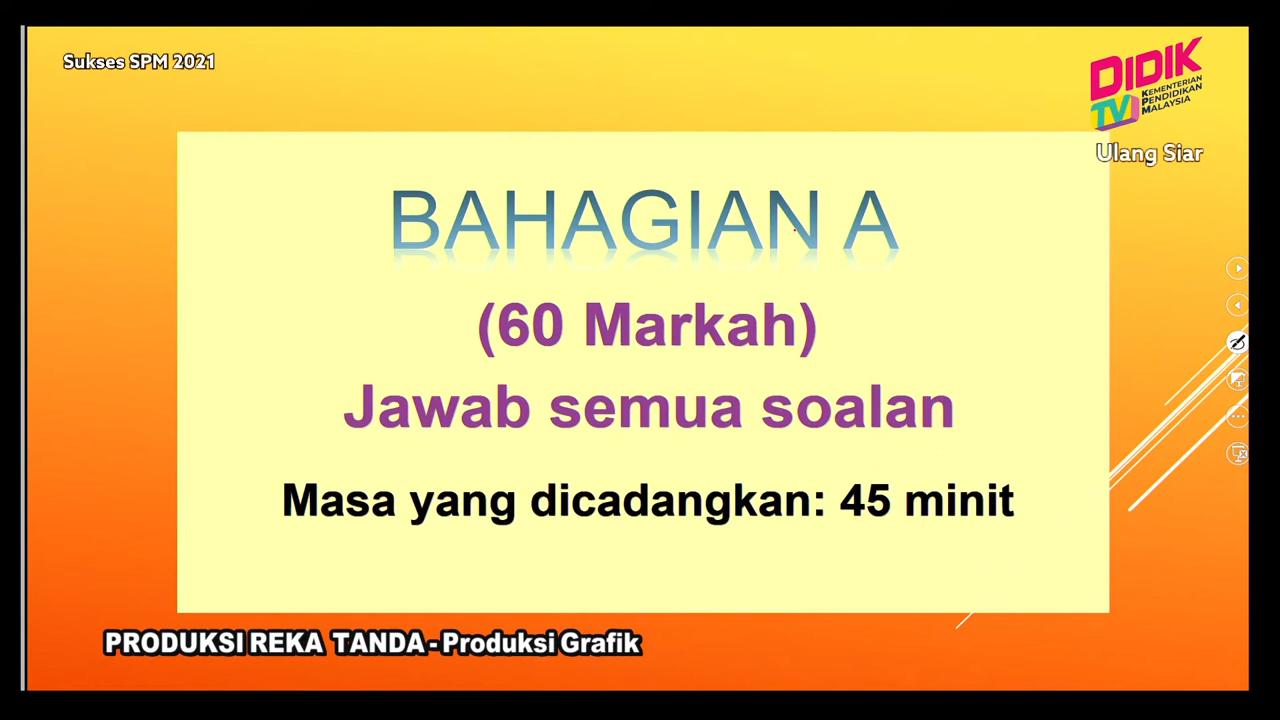 Sukses SPM 2021
DIDIK
TV
KEMENTERIAN
PENDIDIKAN
MALAYSIA
Ulang Siar
BAHAGIAN A
(60 Markah)
Jawab semua soalan
Masa yang dicadangkan: 45 minit
PRODUKSI REKA TANDA - Produksi Grafik